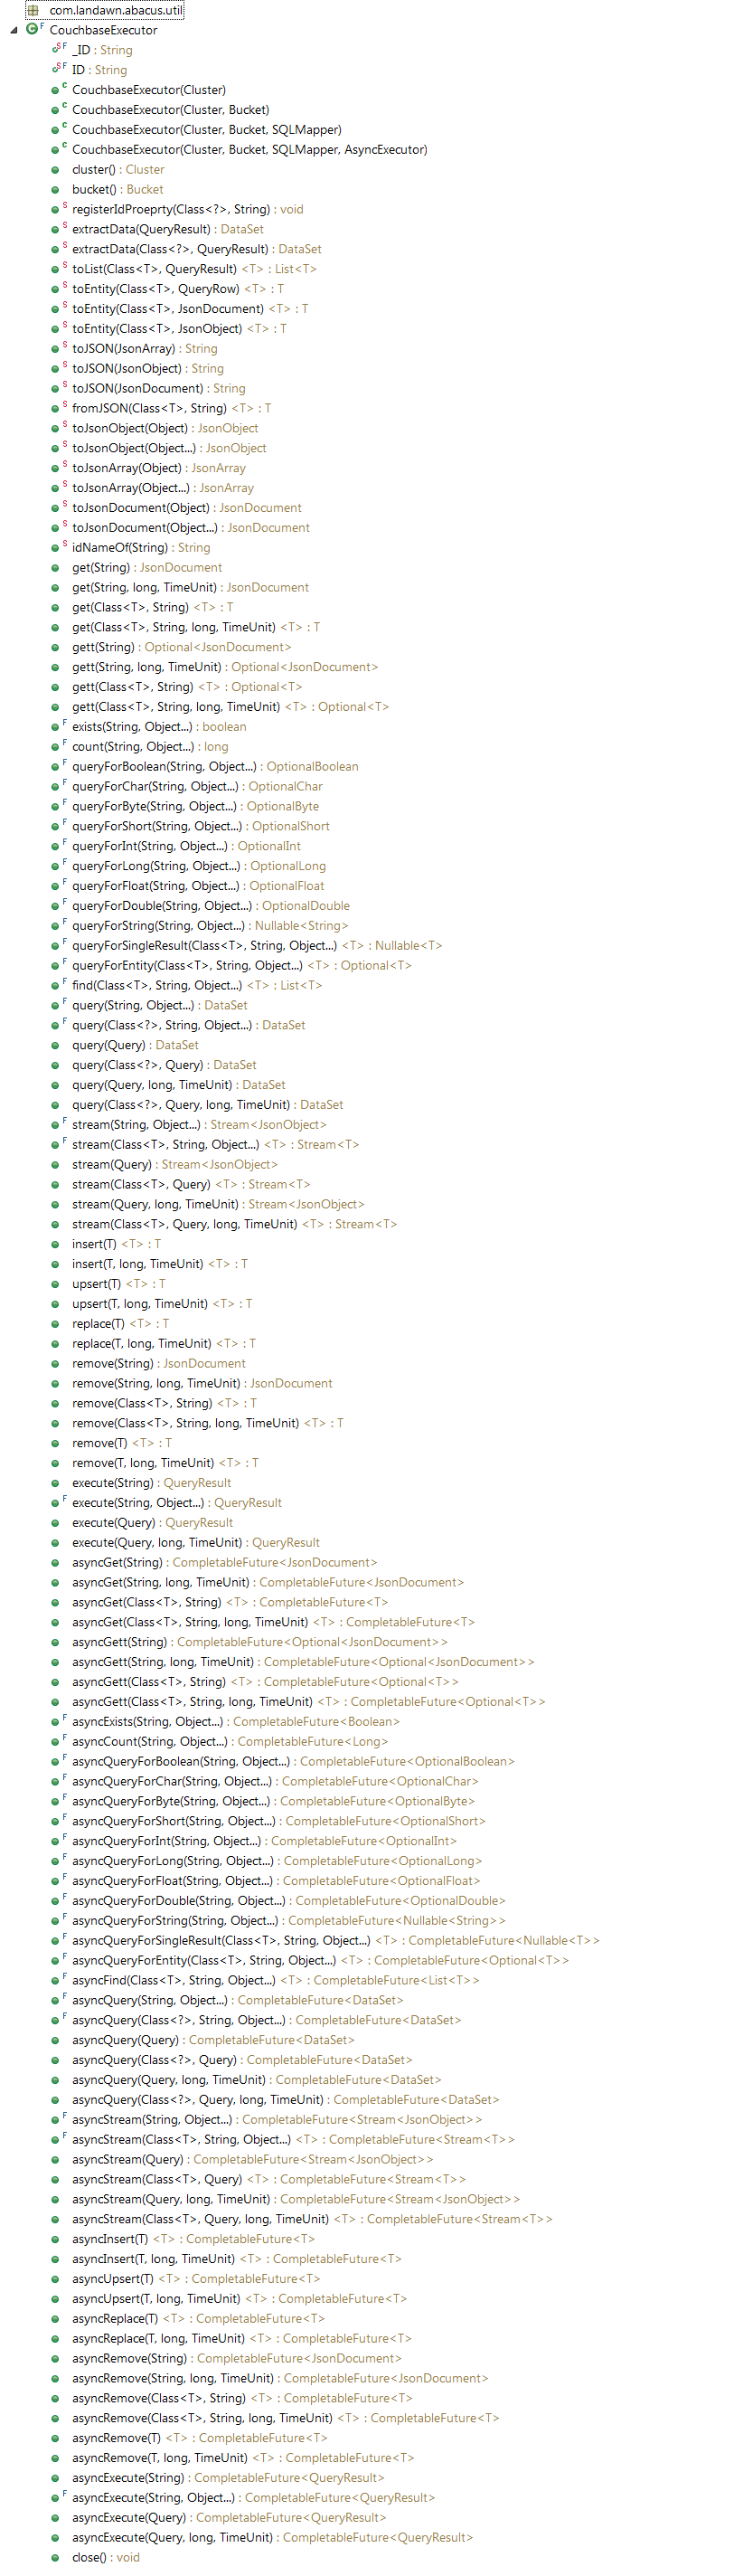 com.landawn.abacus.util
CouchbaseExecutor
_ID : String
ID : String
CouchbaseExecutor(Cluster)
CouchbaseExecutor(Cluster, Bucket)
CouchbaseExecutor(Cluster, Bucket, SQLMapper)
CouchbaseExecutor(Cluster, Bucket, SQLMapper, AsyncExecutor)
cluster() : Cluster
bucket() : Bucket
registerIdProeprty(Class<?>, String) : void
extractData(QueryResult) : DataSet
extractData(Class<?>, QueryResult) : DataSet
toList(Class<T>, QueryResult) <T> : List<T>
toEntity(Class<T>, QueryRow) <T> : T
toEntity(Class<T>, JsonDocument) <T> : T
toEntity(Class<T>, JsonObject) <T> : T
toJSON(JsonArray) : String
toJSON(JsonObject) : String
toJSON(JsonDocument) : String
fromJSON(Class<T>, String) <T> : T
toJsonObject(Object) : JsonObject
toJsonObject(Object...) : JsonObject
toJsonArray(Object) : JsonArray
toJsonArray(Object...) : JsonArray
toJsonDocument(Object) : JsonDocument
toJsonDocument(Object...) : JsonDocument
idNameOf(String) : String
get(String) : JsonDocument
get(String, long, TimeUnit) : JsonDocument
get(Class<T>, String) <T> : T
get(Class<T>, String, long, TimeUnit) <T> : T
gett(String) : Optional<JsonDocument>
gett(String, long, TimeUnit) : Optional<JsonDocument>
gett(Class<T>, String) <T> : Optional<T>
gett(Class<T>, String, long, TimeUnit) <T> : Optional<T>
exists(String, Object...) : boolean
count(String, Object...) : long
queryForBoolean(String, Object...) : OptionalBoolean
queryForChar(String, Object...) : OptionalChar
queryForByte(String, Object...) : OptionalByte
queryForShort(String, Object...) : OptionalShort
queryForInt(String, Object...) : OptionalInt
queryForLong(String, Object...) : OptionalLong
queryForFloat(String, Object...) : OptionalFloat
queryForDouble(String, Object...) : OptionalDouble
queryForString(String, Object...) : Nullable<String>
queryForSingleResult(Class<T>, String, Object...) <T> : Nullable<T>
queryForEntity(Class<T>, String, Object...) <T> : Optional<T>
find(Class<T>, String, Object...) <T> : List<T>
query(String, Object...) : DataSet
query(Class<?>, String, Object...) : DataSet
query(Query) : DataSet
query(Class<?>, Query) : DataSet
query(Query, long, TimeUnit) : DataSet
query(Class<?>, Query, long, TimeUnit) : DataSet
stream(String, Object...) : Stream<JsonObject>
stream(Class<T>, String, Object...) <T> : Stream<T>
stream(Query) : Stream<JsonObject>
stream(Class<T>, Query) <T> : Stream<T>
stream(Query, long, TimeUnit) : Stream<JsonObject>
stream(Class<T>, Query, long, TimeUnit) <T> : Stream<T>
insert(T) <T> : T
insert(T, long, TimeUnit) <T> : T
upsert(T) <T> : T
upsert(T, long, TimeUnit) <T> : T
replace(T) <T> : T
replace(T, long, TimeUnit) <T> : T
remove(String) : JsonDocument
remove(String, long, TimeUnit) : JsonDocument
remove(Class<T>, String) <T> : T
remove(Class<T>, String, long, TimeUnit) <T> : T
remove(T) <T> : T
remove(T, long, TimeUnit) <T> : T
execute(String) : QueryResult
execute(String, Object...) : QueryResult
execute(Query) : QueryResult
execute(Query, long, TimeUnit) : QueryResult
asyncGet(String) : CompletableFuture<JsonDocument>
asyncGet(String, long, TimeUnit) : CompletableFuture<JsonDocument>
asyncGet(Class<T>, String) <T> : CompletableFuture<T>
asyncGet(Class<T>, String, long, TimeUnit) <T> : CompletableFuture<T>
asyncGett(String) : CompletableFuture<Optional<JsonDocument>>
asyncGett(String, long, TimeUnit) : CompletableFuture<Optional<JsonDocument>>
asyncGett(Class<T>, String) <T> : CompletableFuture<Optional<T>>
asyncGett(Class<T>, String, long, TimeUnit) <T> : CompletableFuture<Optional<T>>
asyncExists(String, Object...) : CompletableFuture<Boolean>
asyncCount(String, Object...) : CompletableFuture<Long>
asyncQueryForBoolean(String, Object...) : CompletableFuture<OptionalBoolean>
asyncQueryForChar(String, Object...) : CompletableFuture<OptionalChar>
asyncQueryForByte(String, Object...) : CompletableFuture<OptionalByte>
asyncQueryForShort(String, Object...) : CompletableFuture<OptionalShort>
asyncQueryForInt(String, Object...) : CompletableFuture<OptionalInt>
asyncQueryForLong(String, Object...) : CompletableFuture<OptionalLong>
asyncQueryForFloat(String, Object...) : CompletableFuture<OptionalFloat>
asyncQueryForDouble(String, Object...) : CompletableFuture<OptionalDouble>
asyncQueryForString(String, Object...) : CompletableFuture<Nullable<String>>
asyncQueryForSingleResult(Class<T>, String, Object...) <T> : CompletableFuture<Nullable<T>>
asyncQueryForEntity(Class<T>, String, Object...) <T> : CompletableFuture<Optional<T>>
asyncFind(Class<T>, String, Object...) <T> : CompletableFuture<List<T>>
asyncQuery(String, Object...) : CompletableFuture<DataSet>
asyncQuery(Class<?>, String, Object...) : CompletableFuture<DataSet>
asyncQuery(Query) : CompletableFuture<DataSet>
asyncQuery(Class<?>, Query) : CompletableFuture<DataSet>
asyncQuery(Query, long, TimeUnit) : CompletableFuture<DataSet>
asyncQuery(Class<?>, Query, long, TimeUnit) : CompletableFuture<DataSet>
asyncStream(String, Object...) : CompletableFuture<Stream<JsonObject>>
asyncStream(Class<T>, String, Object...) <T> : CompletableFuture<Stream<T>>
asyncStream(Query) : CompletableFuture<Stream<JsonObject>>
asyncStream(Class<T>, Query) <T> : CompletableFuture<Stream<T>>
asyncStream(Query, long, TimeUnit) : CompletableFuture<Stream<JsonObject>>
asyncStream(Class<T>, Query, long, TimeUnit) <T> : CompletableFuture<Stream<T>>
asyncInsert(T) <T> : CompletableFuture<T>
asyncInsert(T, long, TimeUnit) <T> : CompletableFuture<T>
asyncUpsert(T) <T> : CompletableFuture<T>
asyncUpsert(T, long, TimeUnit) <T> : CompletableFuture<T>
asyncReplace(T) <T> : CompletableFuture<T>
asyncReplace(T, long, TimeUnit) <T> : CompletableFuture<T>
asyncRemove(String) : CompletableFuture<JsonDocument>
asyncRemove(String, long, TimeUnit) : CompletableFuture<JsonDocument>
asyncRemove(Class<T>, String) <T> : CompletableFuture<T>
asyncRemove(Class<T>, String, long, TimeUnit) <T> : CompletableFuture<T>
asyncRemove(T) <T> : CompletableFuture<T>
asyncRemove(T, long, TimeUnit) <T> : CompletableFuture<T>
asyncExecute(String) : CompletableFuture<QueryResult>
asyncExecute(String, Object...) : CompletableFuture<QueryResult>
asyncExecute(Query) : CompletableFuture<QueryResult>
asyncExecute(Query, long, TimeUnit) : CompletableFuture<QueryResult>
close() : void